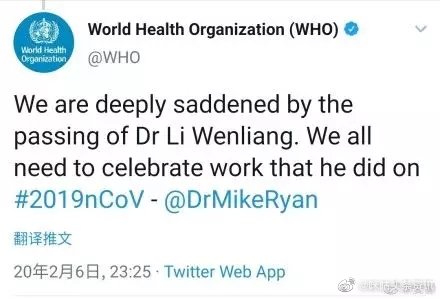 World Health Organization
World Health Organization (WHO)
@WHO
We are deeply saddened by the
passing of Dr Li Wenliang. We all
need to celebrate work that he did on
#2019nCoV - @DrMikeRyan
翻译推文
20年2月6日, 23:25 · Twitter Web App